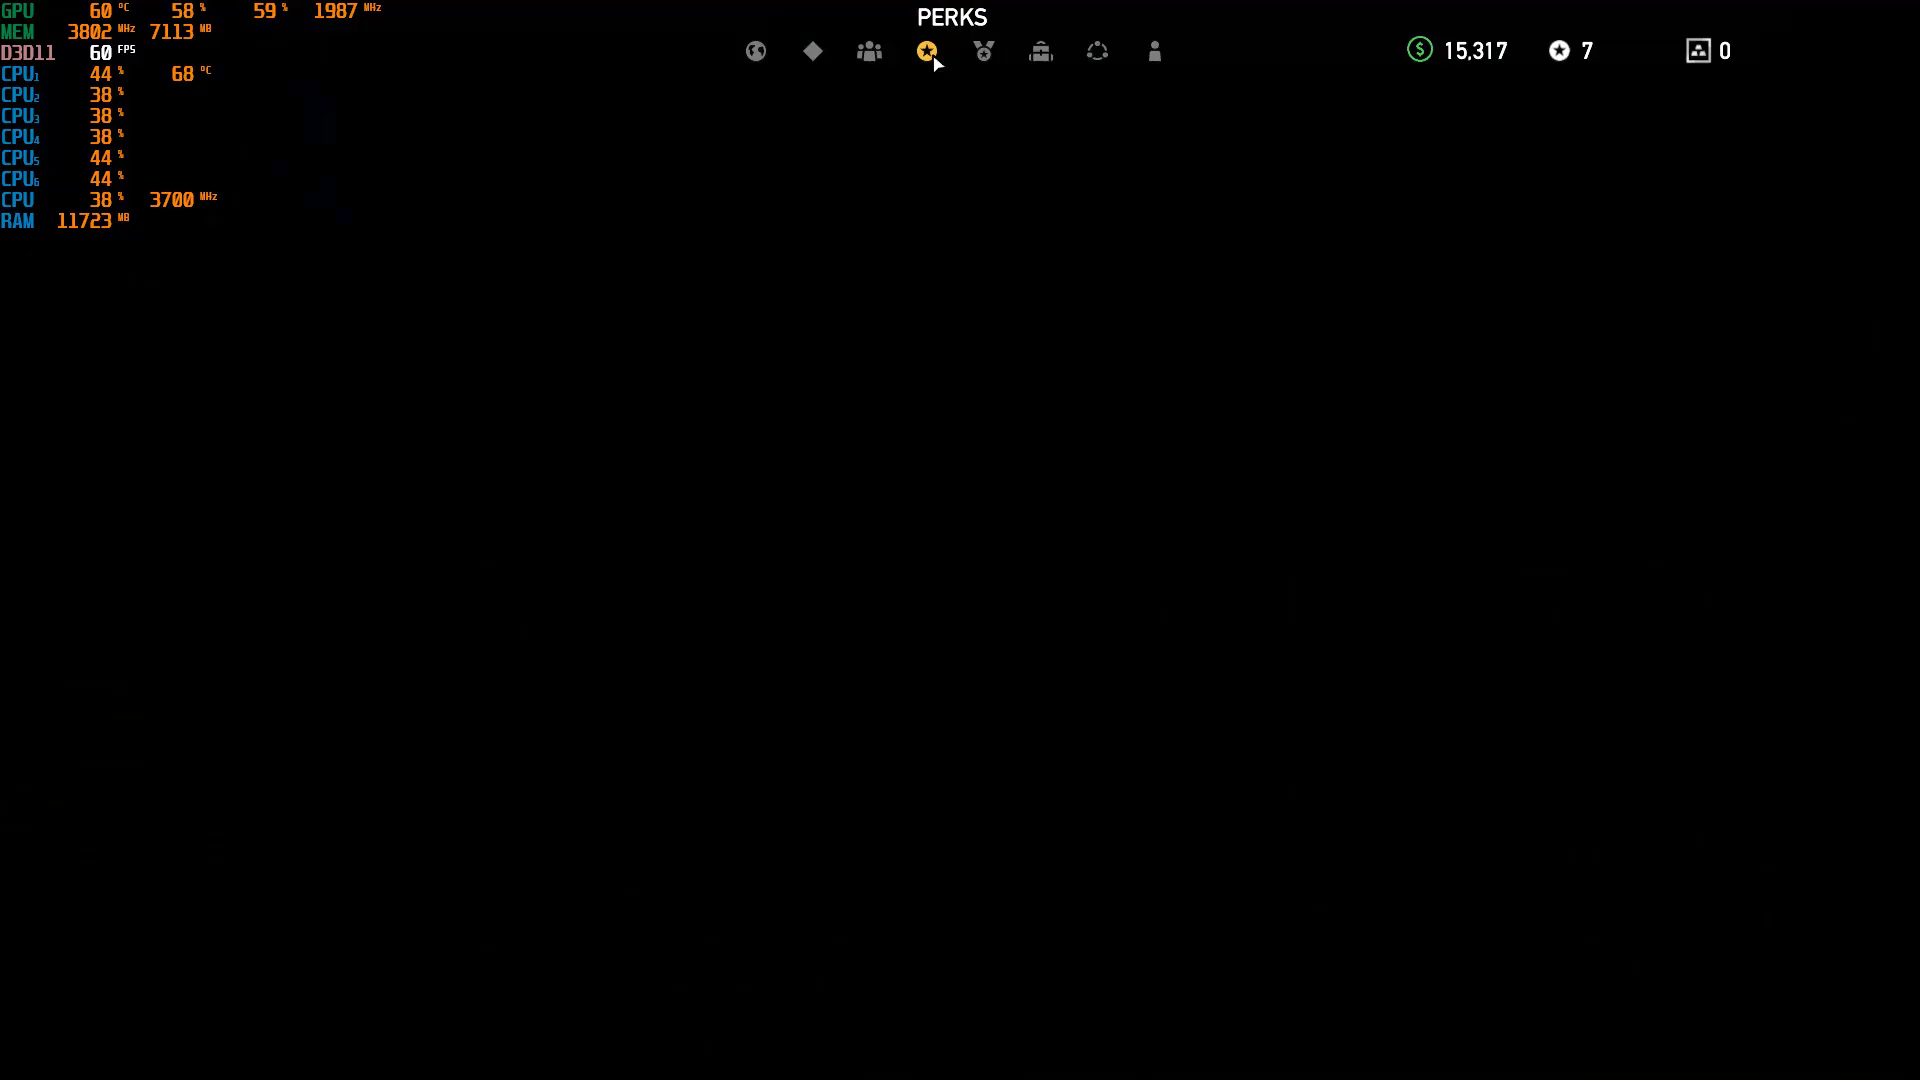 GPU 60 °C 58 % 59 % 1987 MHz
MEM 3802 MHz 7113 MB
D3D11 60 FPS
CPU1 44 % 68 °C
CPU2 38 %
CPU3 38 %
CPU4 38 %
CPU5 44 %
CPU6 44 %
CPU 38 % 3700 MHz
RAM 11723 MB
PERKS
$ 15,317 7 0